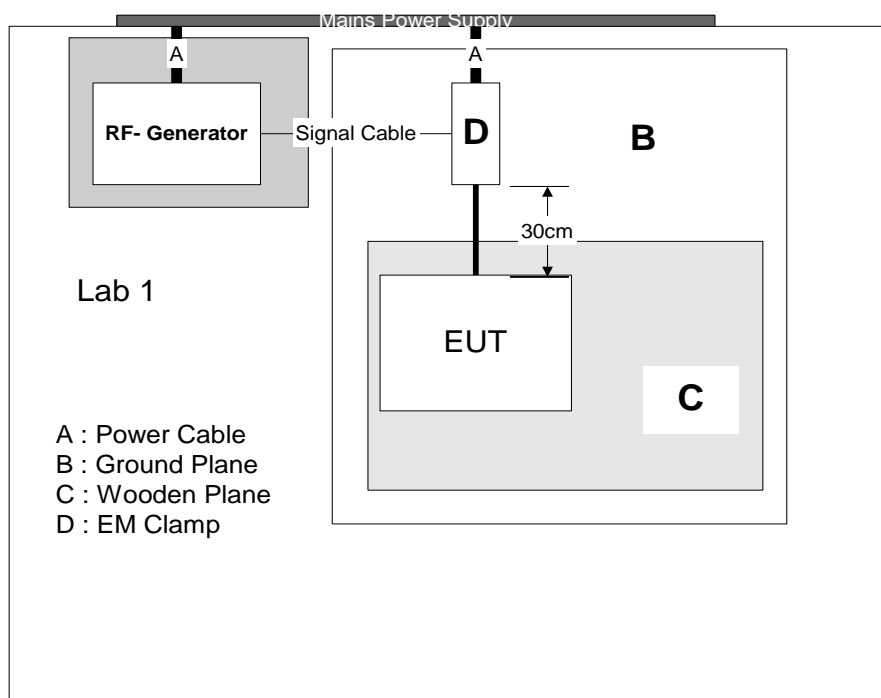 Mains Power Supply
A
A
RF- Generator
Signal Cable
D
B
30cm
Lab 1
EUT
C
A : Power Cable
B : Ground Plane
C : Wooden Plane
D : EM Clamp